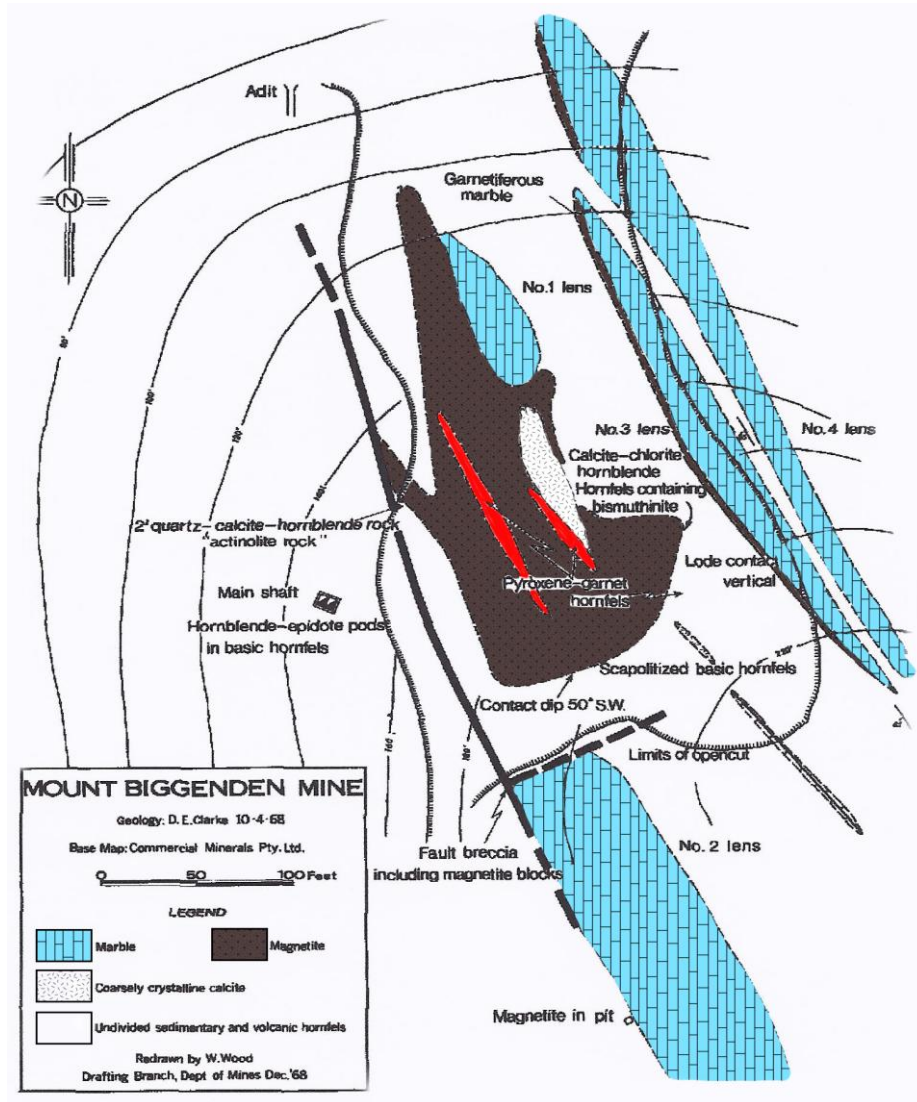 Adit
N
Garnetiferous
marble
No.1 lens
80'
100'
120'
140'
No.3 lens
No.4 lens
Calcite-chlorite
hornblende
Hornfels containing
bismuthinite
2' quartz-calcite-hornblende rock
"actinolite rock"
Lode contact
vertical
Pyroxene-garnet
hornfels
Main shaft
Hornblende-epidote pods
in basic hornfels
Scapolitized basic hornfels
Contact dip 50° S.W.
160'
Limits of opencut
No. 2 lens
Fault breccia
including magnetite blocks
Magnetite in pit
MOUNT BIGGENDEN MINE
Geology: D.E.Clarke 10-4-68
Base Map: Commercial Minerals Pty. Ltd.
0 50 100 Feet
LEGEND
Marble
Magnetite
Coarsely crystalline calcite
Undivided sedimentary and volcanic hornfels
Redrawn by W.Wood
Drafting Branch, Dept of Mines Dec.'68